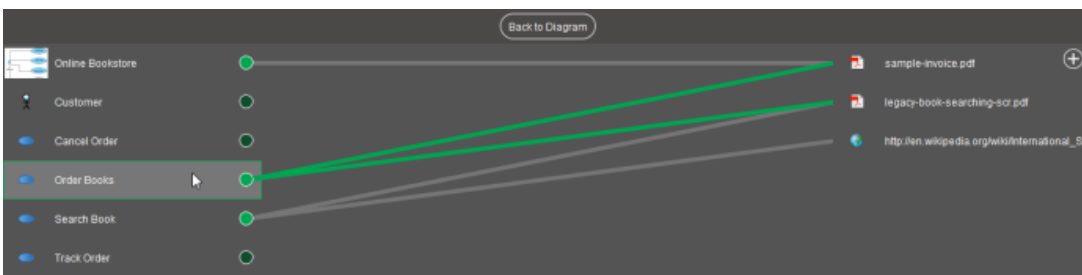 Back to Diagram
Online Bookstore
sample-invoice.pdf
Customer
legacy-book-searching-scr.pdf
Cancel Order
http://en.wikipedia.org/wiki/International_S
Order Books
Search Book
Track Order